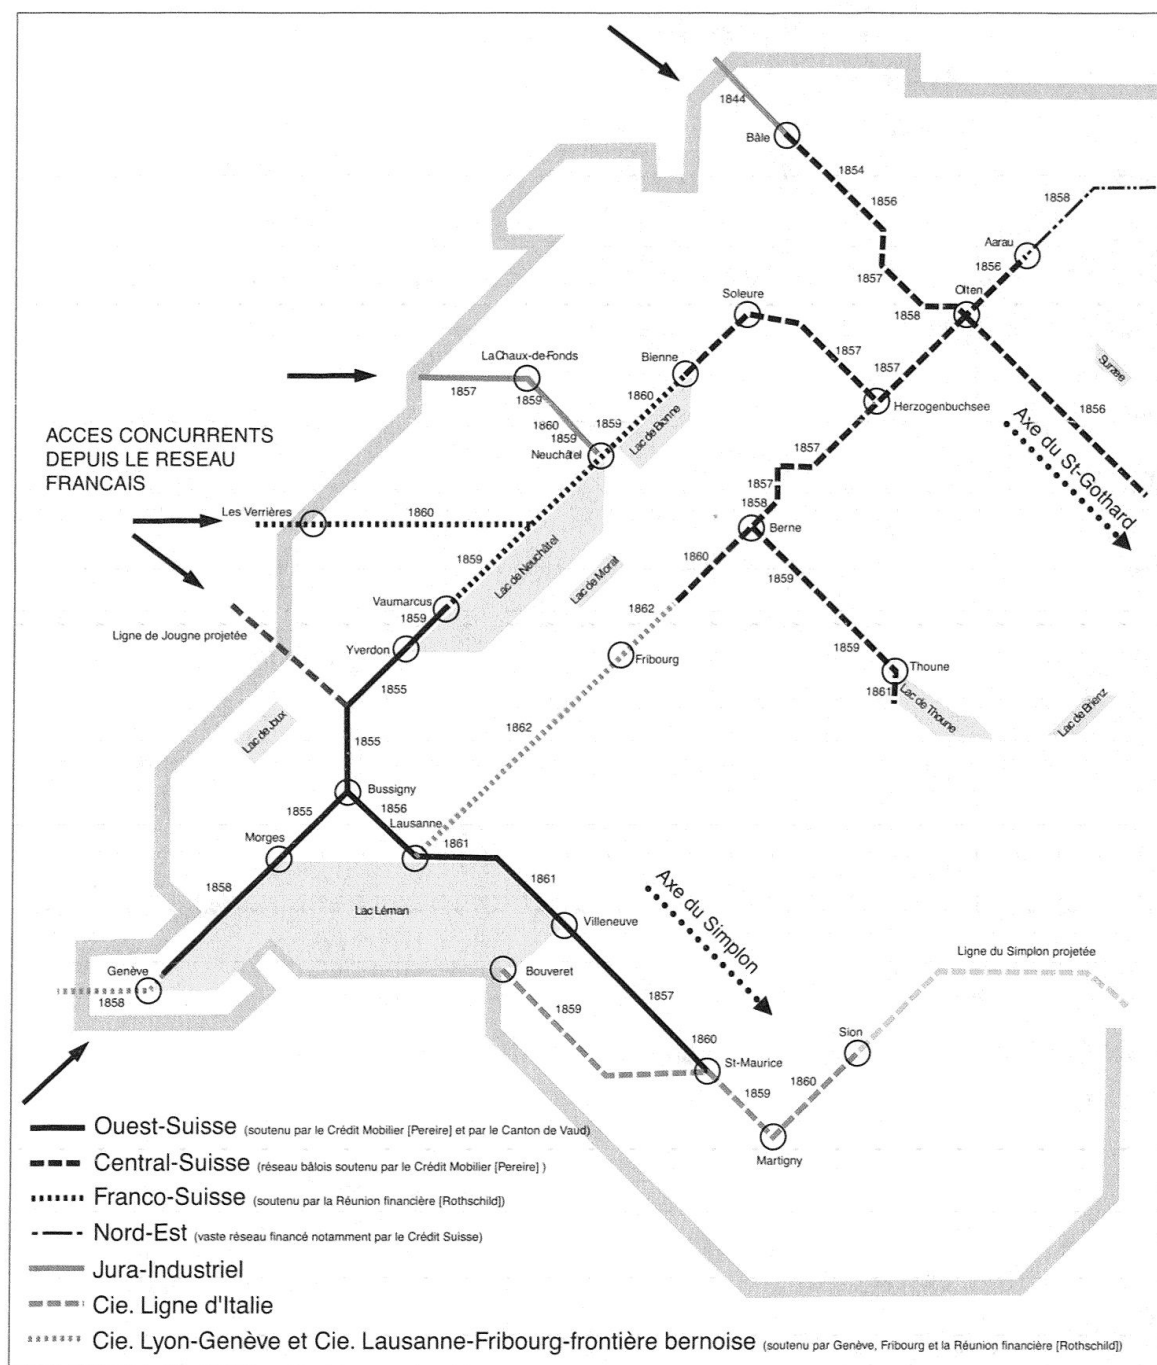 1844
Bâle
1854
1856
1858
Aarau
1856
1857
Olten
1858
Soleure
1857
Sursee
LaChaux-de-Fonds
Bienne
1857
1857
1859
1860
Herzogenbuchsee
1856
1859
Lac de Bienne
1860
1859
Neuchâtel
Axe du St-Gothard
ACCES CONCURRENTS
DEPUIS LE RESEAU
FRANCAIS
1857
1857
1858
Les Verrières
1860
Berne
1859
Lac de Neuchâtel
Lac de Morat
1860
1859
Vaumarcus
1859
1862
Ligne de Jougne projetée
Yverdon
Fribourg
1859
Thoune
1855
1861
Lac de Thoune
Lac de Brienz
Lac de Joux
1862
1855
Bussigny
1855
1856
Lausanne
Morges
1861
1858
1861
Axe du Simplon
Lac Léman
Villeneuve
Genève
Bouveret
Ligne du Simplon projetée
1858
1859
1857
Sion
1860
St-Maurice
1859
1860
Martigny
Ouest-Suisse (soutenu par le Crédit Mobilier [Pereire] et par le Canton de Vaud)
Central-Suisse (réseau bâlois soutenu par le Crédit Mobilier [Pereire] )
Franco-Suisse (soutenu par la Réunion financière [Rothschild])
Nord-Est (vaste réseau financé notamment par le Crédit Suisse)
Jura-Industriel
Cie. Ligne d'Italie
Cie. Lyon-Genève et Cie. Lausanne-Fribourg-frontière bernoise (soutenu par Genève, Fribourg et la Réunion financière [Rothschild])